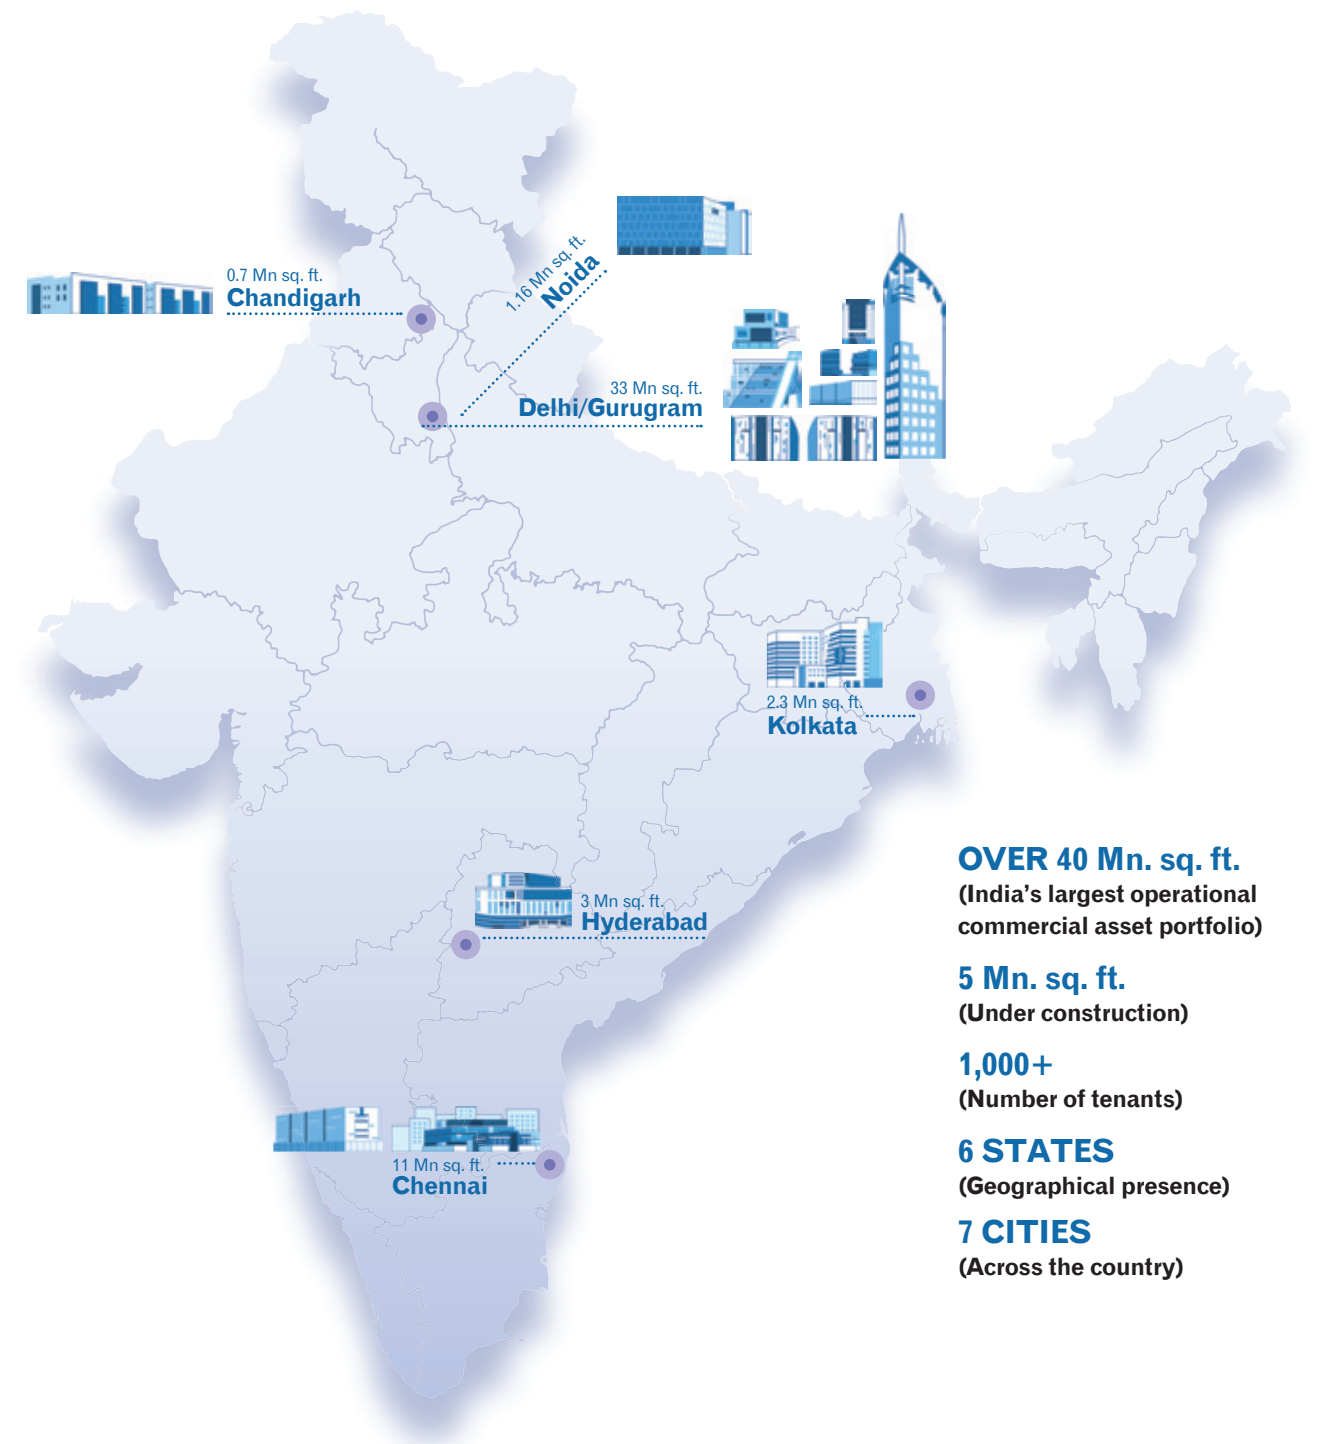 0.7 Mn sq. ft.
Chandigarh
1.16 Mn sq. ft.
Noida
33 Mn sq. ft.
Delhi/Gurugram
2.3 Mn sq. ft.
Kolkata
3 Mn sq. ft.
Hyderabad
11 Mn sq. ft.
Chennai
OVER 40 Mn. sq. ft.
(India’s largest operational
commercial asset portfolio)
5 Mn. sq. ft.
(Under construction)
1,000+
(Number of tenants)
6 STATES
(Geographical presence)
7 CITIES
(Across the country)